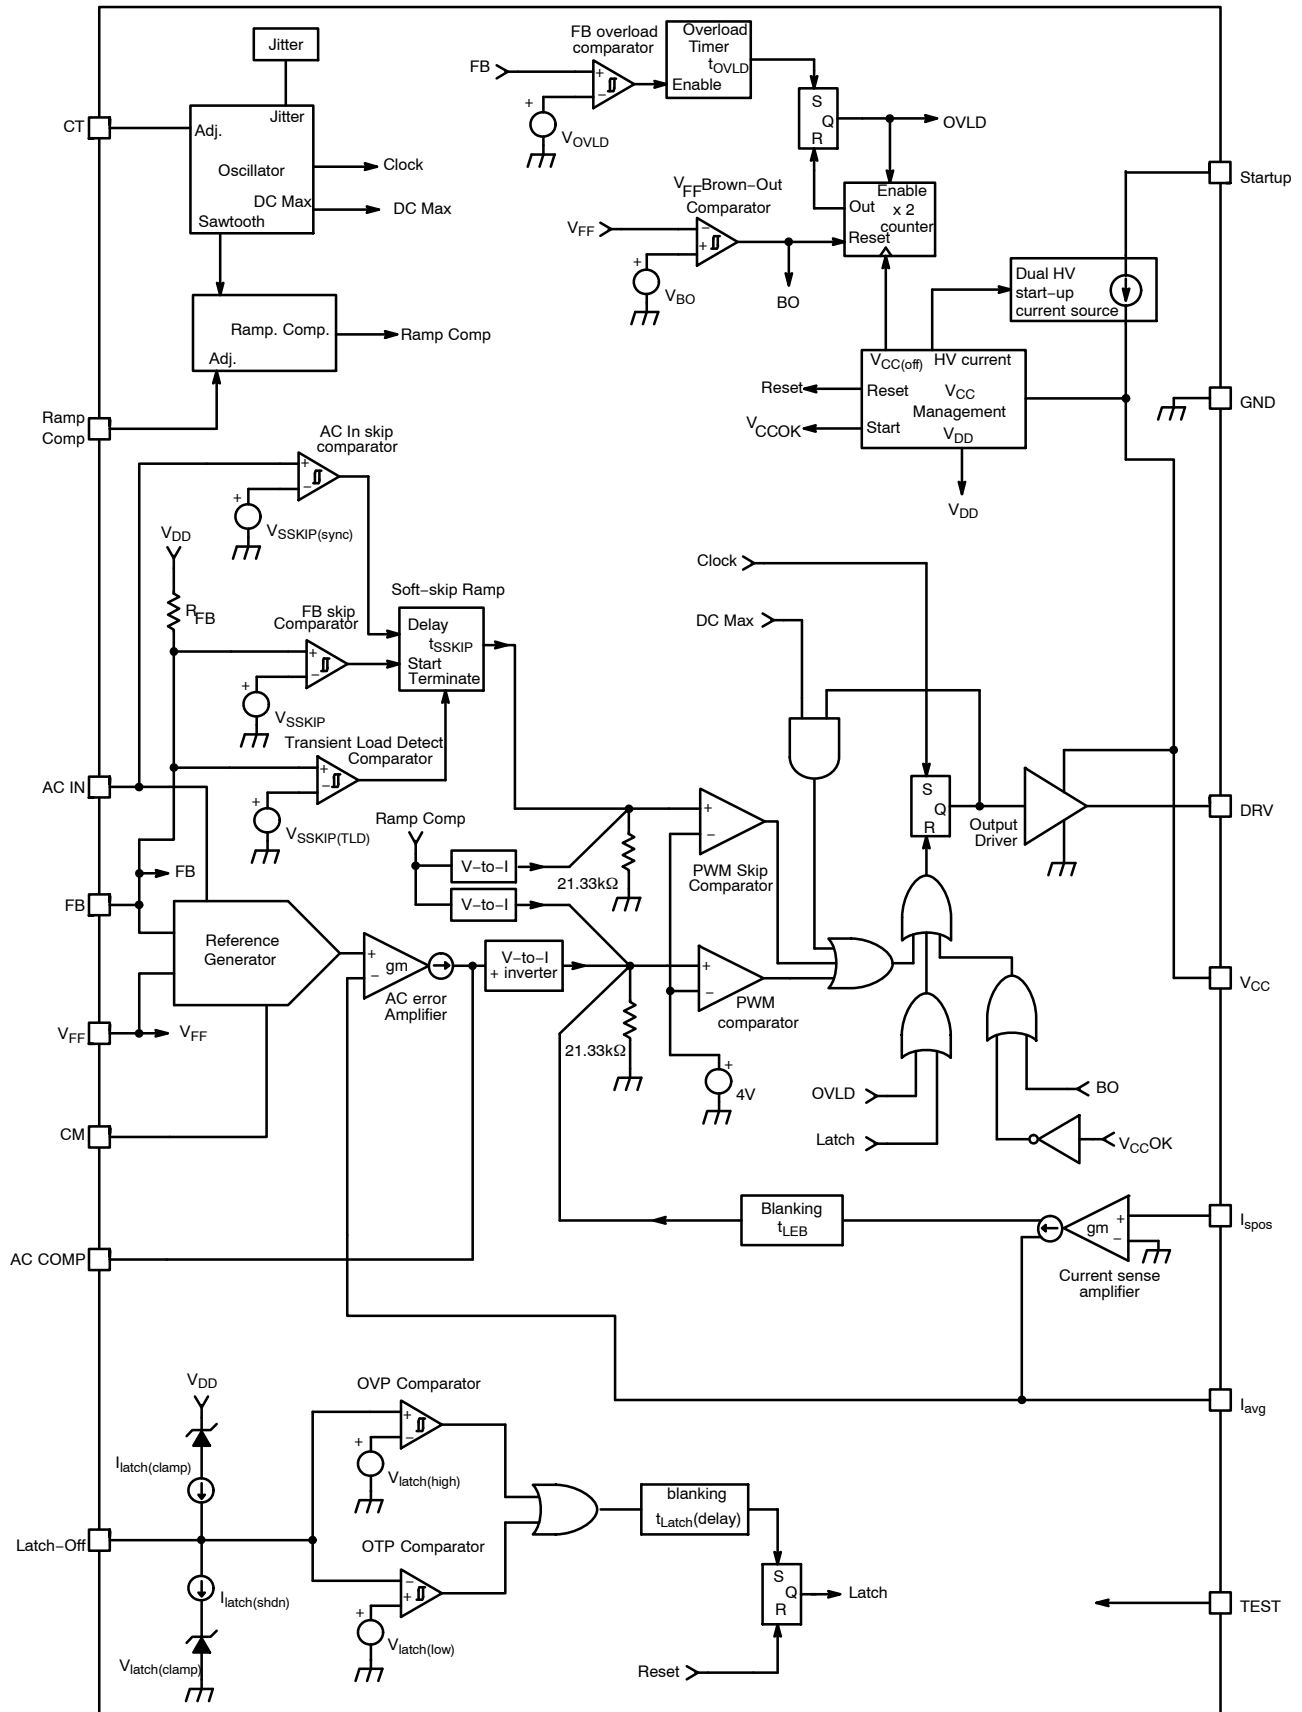 Jitter
Jitter
Adj.
Oscillator
DC Max
Sawtooth
CT
Clock
DC Max
Ramp. Comp.
Adj.
Ramp Comp
Ramp
Comp
FB overload
comparator
FB
+
−
+
VOVLD
Overload
Timer
tOVLD
Enable
S
Q
R
OVLD
VFF Brown−Out
Comparator
VFF
−
+
+
VBO
BO
Enable
Out
x 2
counter
Reset
Startup
Dual HV
start−up
current source
VCC(off)
HV current
Reset
VCC
Management
Start
VDD
Reset
VCCOK
VDD
GND
AC In skip
comparator
+
−
+
VSSKIP(sync)
VDD
RFB
FB skip
Comparator
+
−
+
VSSKIP
Soft−skip Ramp
Delay
tSSKIP
Start
Terminate
Transient Load Detect
Comparator
+
−
+
VSSKIP(TLD)
Clock
DC Max
S
Q
R
Output
Driver
DRV
AC IN
FB
FB
Reference
Generator
VFF
VFF
CM
Ramp Comp
V−to−I
V−to−I
21.33kΩ
+
−
PWM Skip
Comparator
+
−
gm
AC error
Amplifier
V−to−I
+ inverter
21.33kΩ
+
−
PWM
comparator
+
4V
OVLD
Latch
BO
VCCOK
VCC
AC COMP
Blanking
tLEB
gm
+
−
Current sense
amplifier
Ispos
Iavg
VDD
Ilatch(clamp)
Latch−Off
Ilatch(shdn)
Vlatch(clamp)
OVP Comparator
+
−
+
Vlatch(high)
OTP Comparator
−
+
+
Vlatch(low)
blanking
tLatch(delay)
S
Q
R
Latch
Reset
TEST